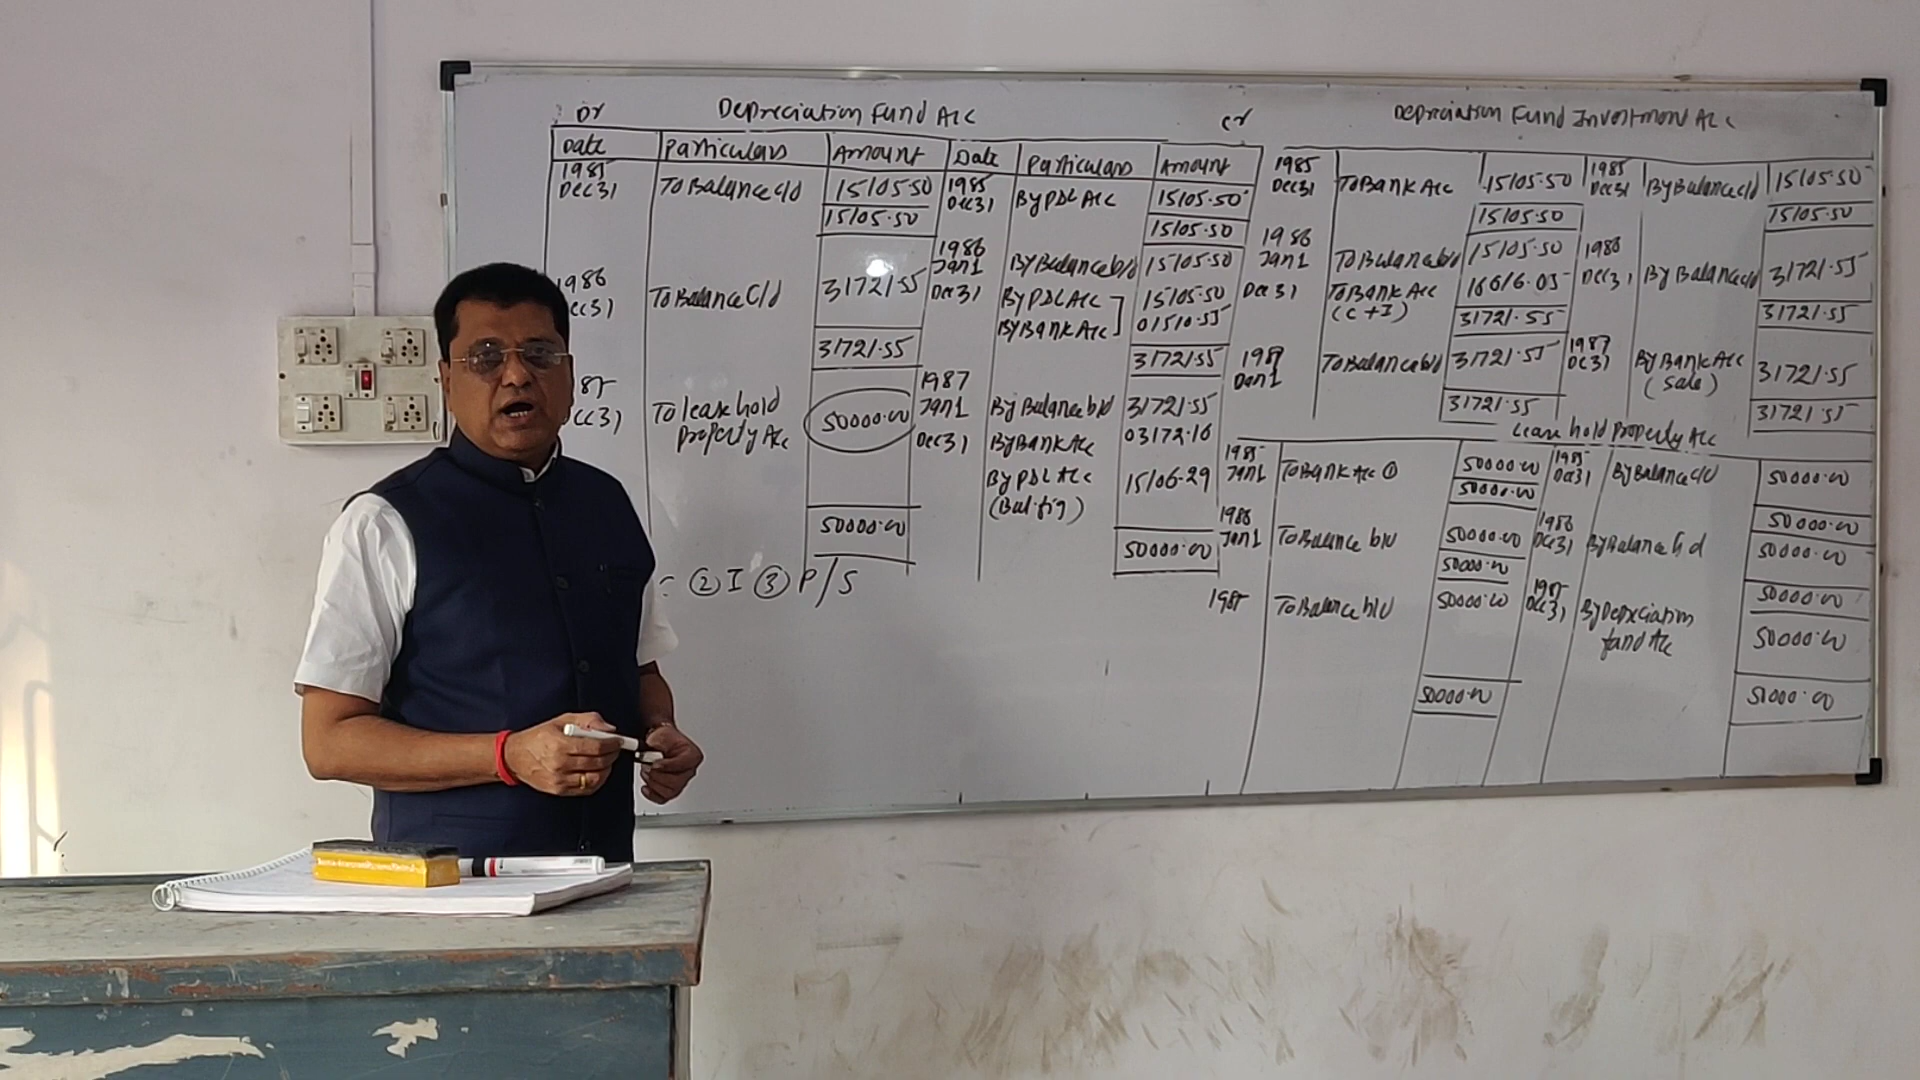 Dr Depreciation Fund A/c Cr
Date Particulars Amount Date Particulars Amount
1985
Dec 31 To Balance c/d 15105.50 1985
Dec 31 By P&L A/c 15105.50
15105.50 15105.50
1986
Jan 1 By Balance b/d 15105.50
1986
Dec 31 To Balance C/d 31721.55 Dec 31 By P&L A/c 15105.50
By Bank A/c 01510.55
31721.55 31721.55
1987
Jan 1 By Balance b/d 31721.55
To lease hold
property A/c 50000.00
Dec 31 By Bank A/c 03172.16
By P&L A/c 15106.29
(Bal.fig)
50000.00 50000.00
② I ③ P/S
Depreciation Fund Investment A/c
1985
Dec 31 To Bank A/c 15105.50 1985
Dec 31 By Balance c/d 15105.50
15105.50 15105.50
1986
Jan 1 To Balance b/d 15105.50 1986
Dec 31 By Balance c/d 31721.55
Dec 31 To Bank A/c 16616.05
(C+I)
31721.55 31721.55
1987
Jan 1 To Balance b/d 31721.55 1987
Dec 31 By Bank A/c 31721.55
(Sale)
31721.55 31721.55
Lease hold property A/c
1985
Jan 1 To Bank A/c ① 50000.00 1985
Dec 31 By Balance c/d 50000.00
50000.00 50000.00
1986
Jan 1 To Balance b/d 50000.00 1986
Dec 31 By Balance c/d 50000.00
50000.00 50000.00
1987 To Balance b/d 50000.00 1987
Dec 31 By Depreciation
fund A/c 50000.00
50000.00 50000.00